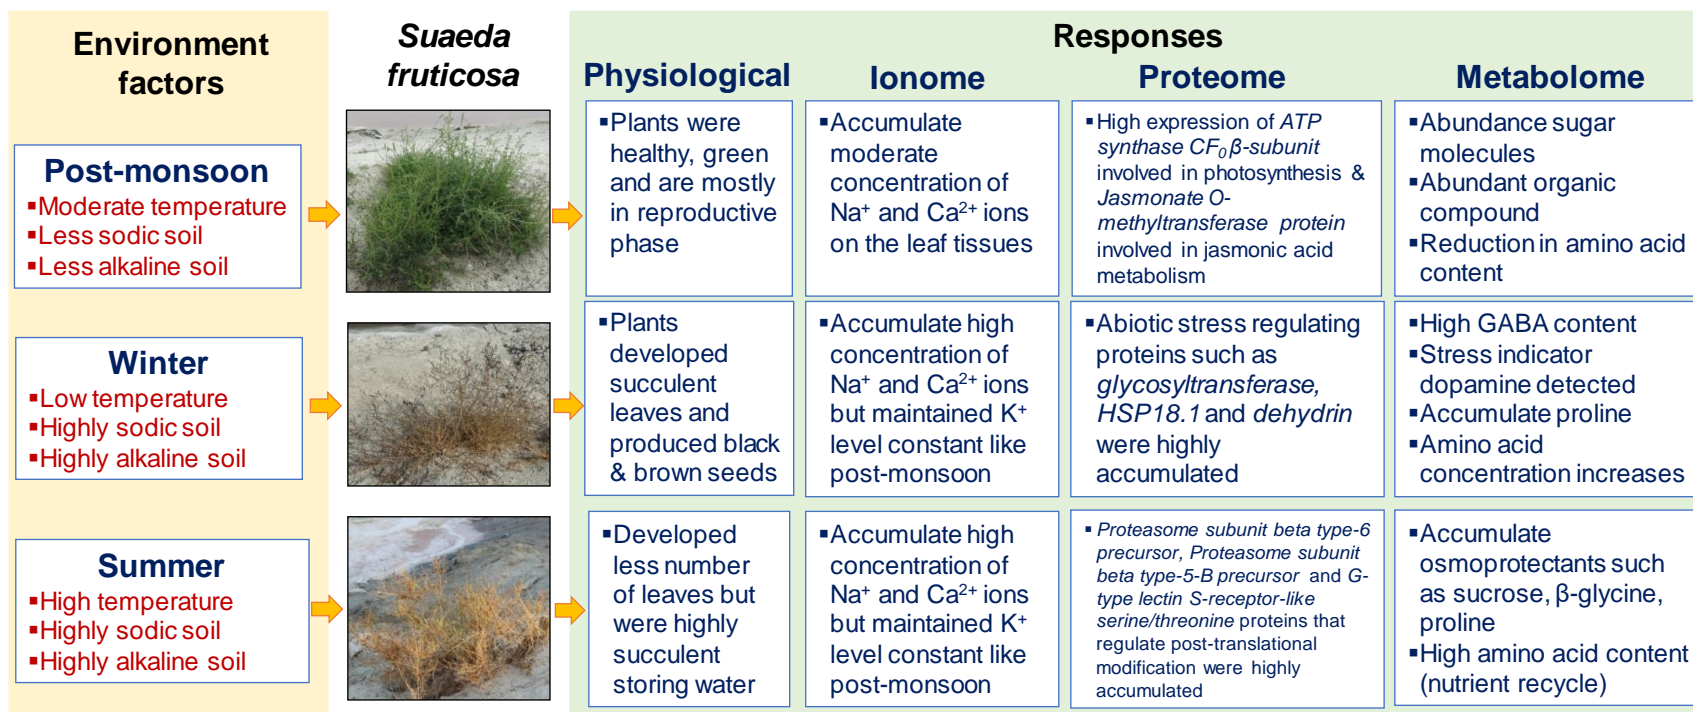 Environment
factors
Suaeda
fruticosa
Responses
Physiological
Ionome
Proteome
Metabolome
Post-monsoon
▪Moderate temperature
▪Less sodic soil
▪Less alkaline soil
▪Plants were
healthy, green
and are mostly
in reproductive
phase
▪Accumulate
moderate
concentration of
Na⁺ and Ca²⁺ ions
on the leaf tissues
▪High expression of ATP
synthase CF₀ β-subunit
involved in photosynthesis &
Jasmonate O-
methyltransferase protein
involved in jasmonic acid
metabolism
▪Abundance sugar
molecules
▪Abundant organic
compound
▪Reduction in amino acid
content
Winter
▪Low temperature
▪Highly sodic soil
▪Highly alkaline soil
▪Plants
developed
succulent
leaves and
produced black
& brown seeds
▪Accumulate high
concentration of
Na⁺ and Ca²⁺ ions
but maintained K⁺
level constant like
post-monsoon
▪Abiotic stress regulating
proteins such as
glycosyltransferase,
HSP18.1 and dehydrin
were highly
accumulated
▪High GABA content
▪Stress indicator
dopamine detected
▪Accumulate proline
▪Amino acid
concentration increases
Summer
▪High temperature
▪Highly sodic soil
▪Highly alkaline soil
▪Developed
less number
of leaves but
were highly
succulent
storing water
▪Accumulate high
concentration of
Na⁺ and Ca²⁺ ions
but maintained K⁺
level constant like
post-monsoon
▪Proteasome subunit beta type-6
precursor, Proteasome subunit
beta type-5-B precursor and G-
type lectin S-receptor-like
serine/threonine proteins that
regulate post-translational
modification were highly
accumulated
▪Accumulate
osmoprotectants such
as sucrose, β-glycine,
proline
▪High amino acid content
(nutrient recycle)